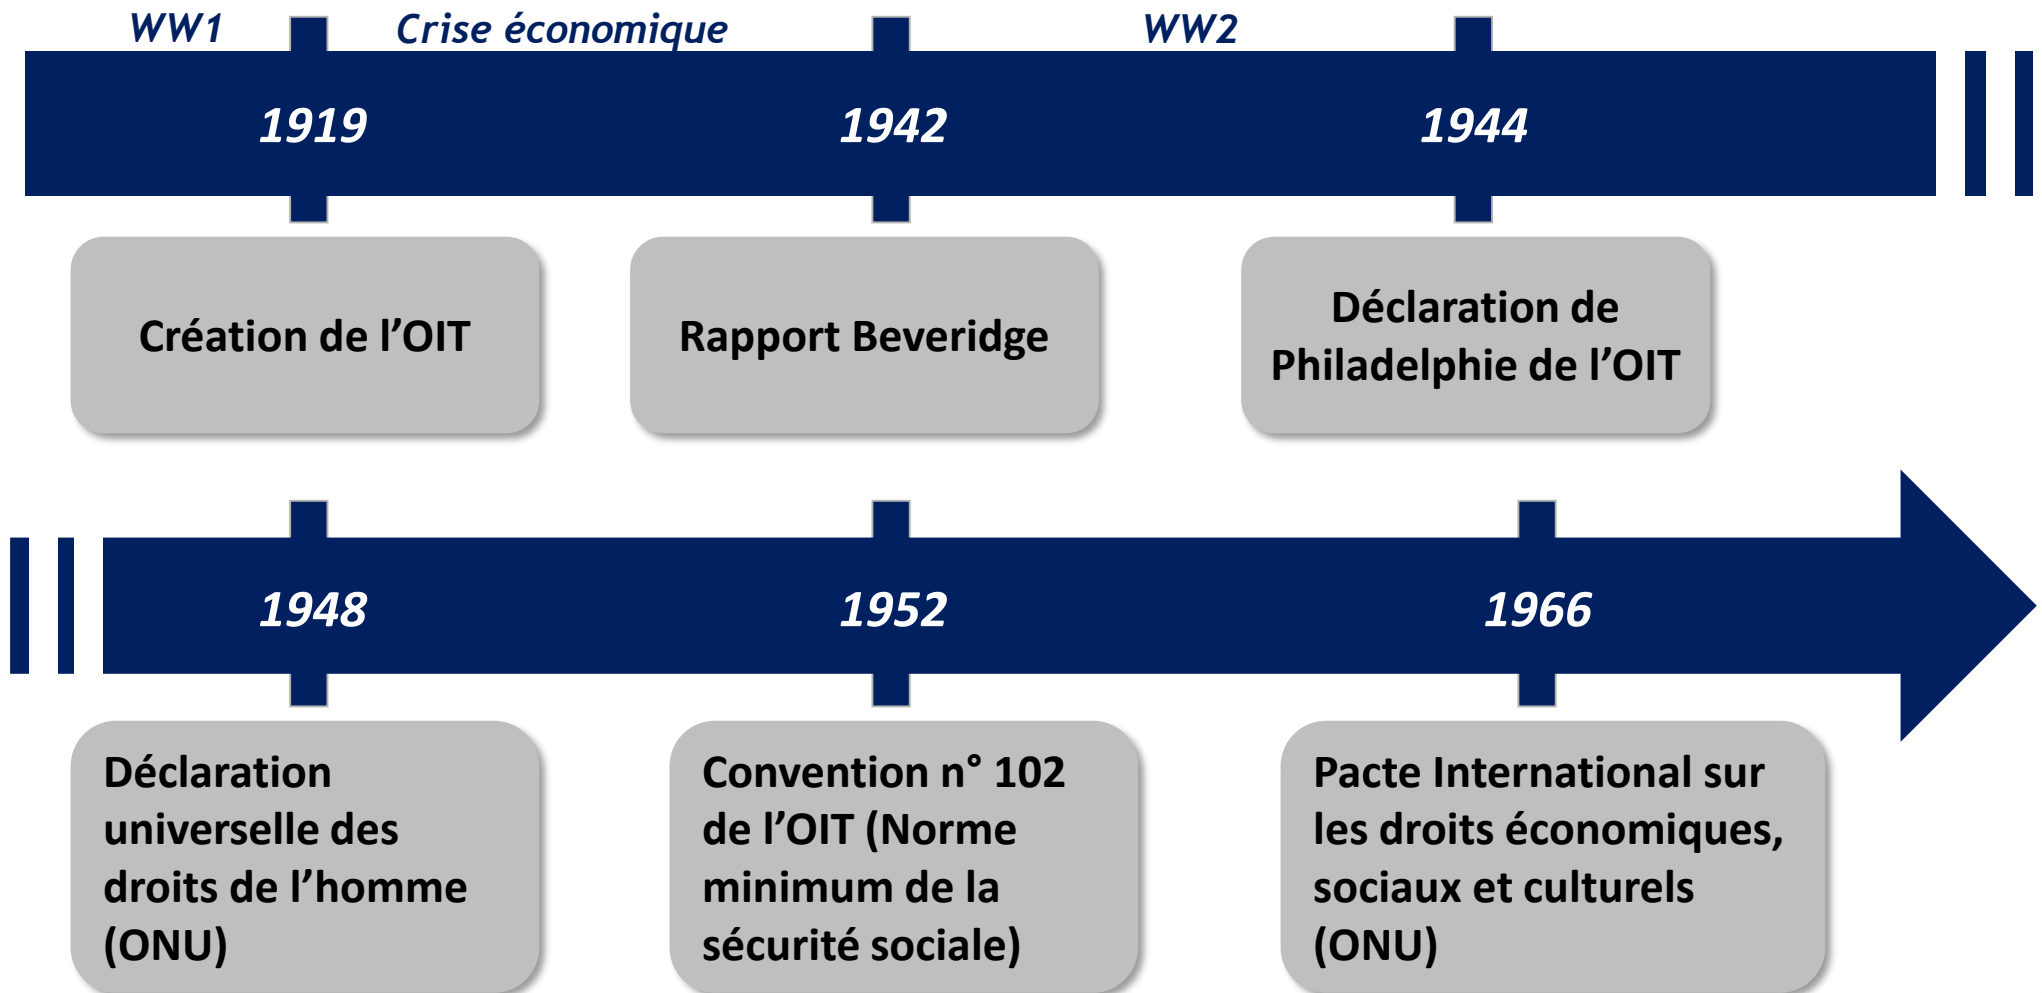 WW1
Crise économique
WW2
1919
1942
1944
Création de l’OIT
Rapport Beveridge
Déclaration de
Philadelphie de l’OIT
1948
1952
1966
Déclaration
universelle des
droits de l’homme
(ONU)
Convention n° 102
de l’OIT (Norme
minimum de la
sécurité sociale)
Pacte International sur
les droits économiques,
sociaux et culturels
(ONU)